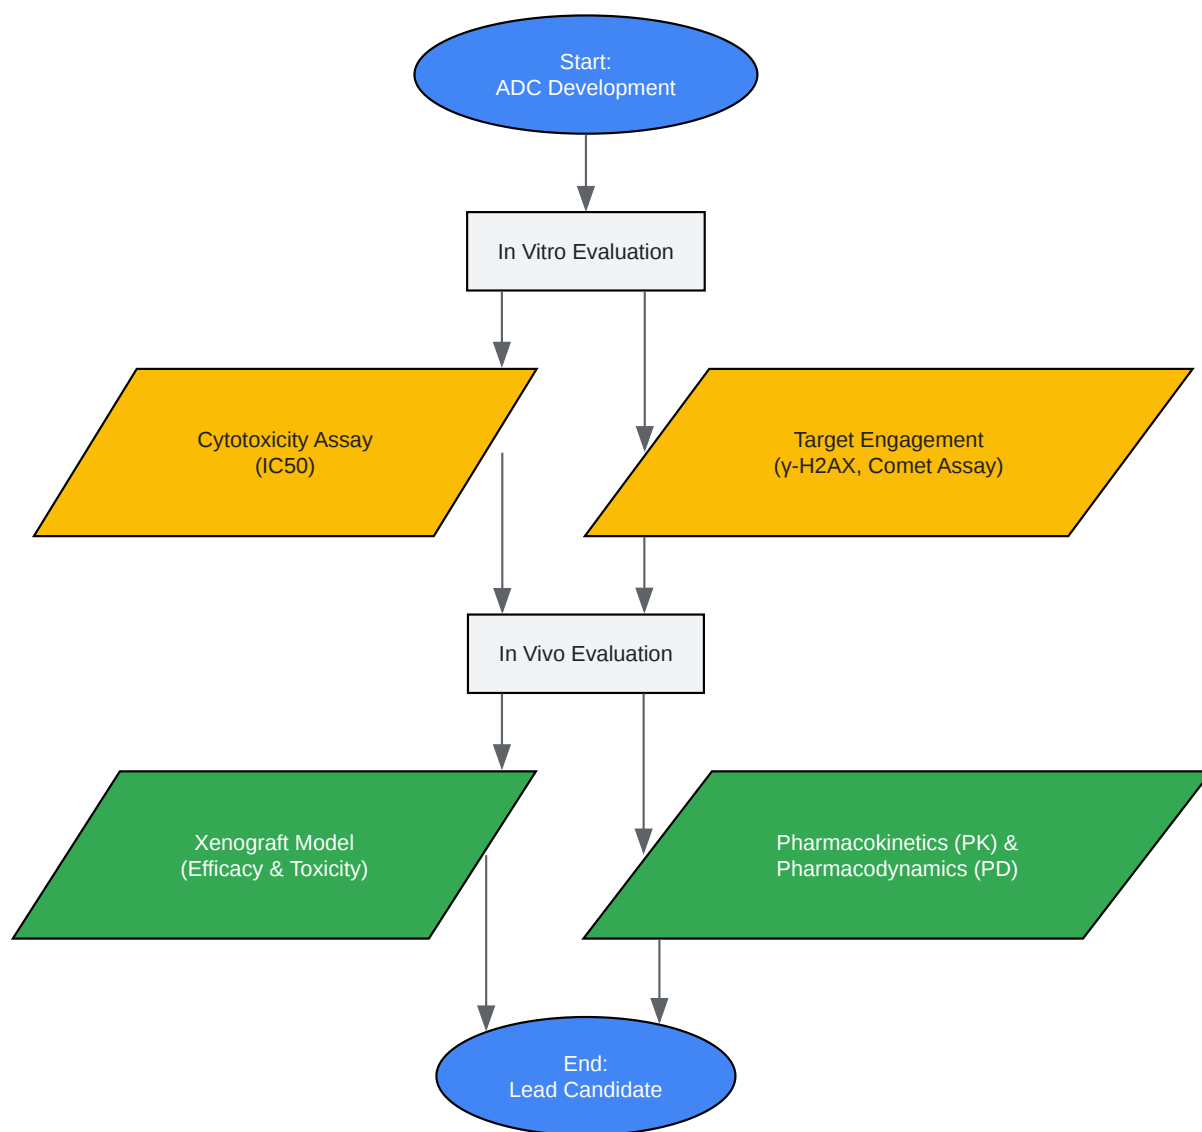 Start:
ADC Development
In Vitro Evaluation
Cytotoxicity Assay
(IC50)
Target Engagement
(γ-H2AX, Comet Assay)
In Vivo Evaluation
Xenograft Model
(Efficacy & Toxicity)
Pharmacokinetics (PK) &
Pharmacodynamics (PD)
End:
Lead Candidate